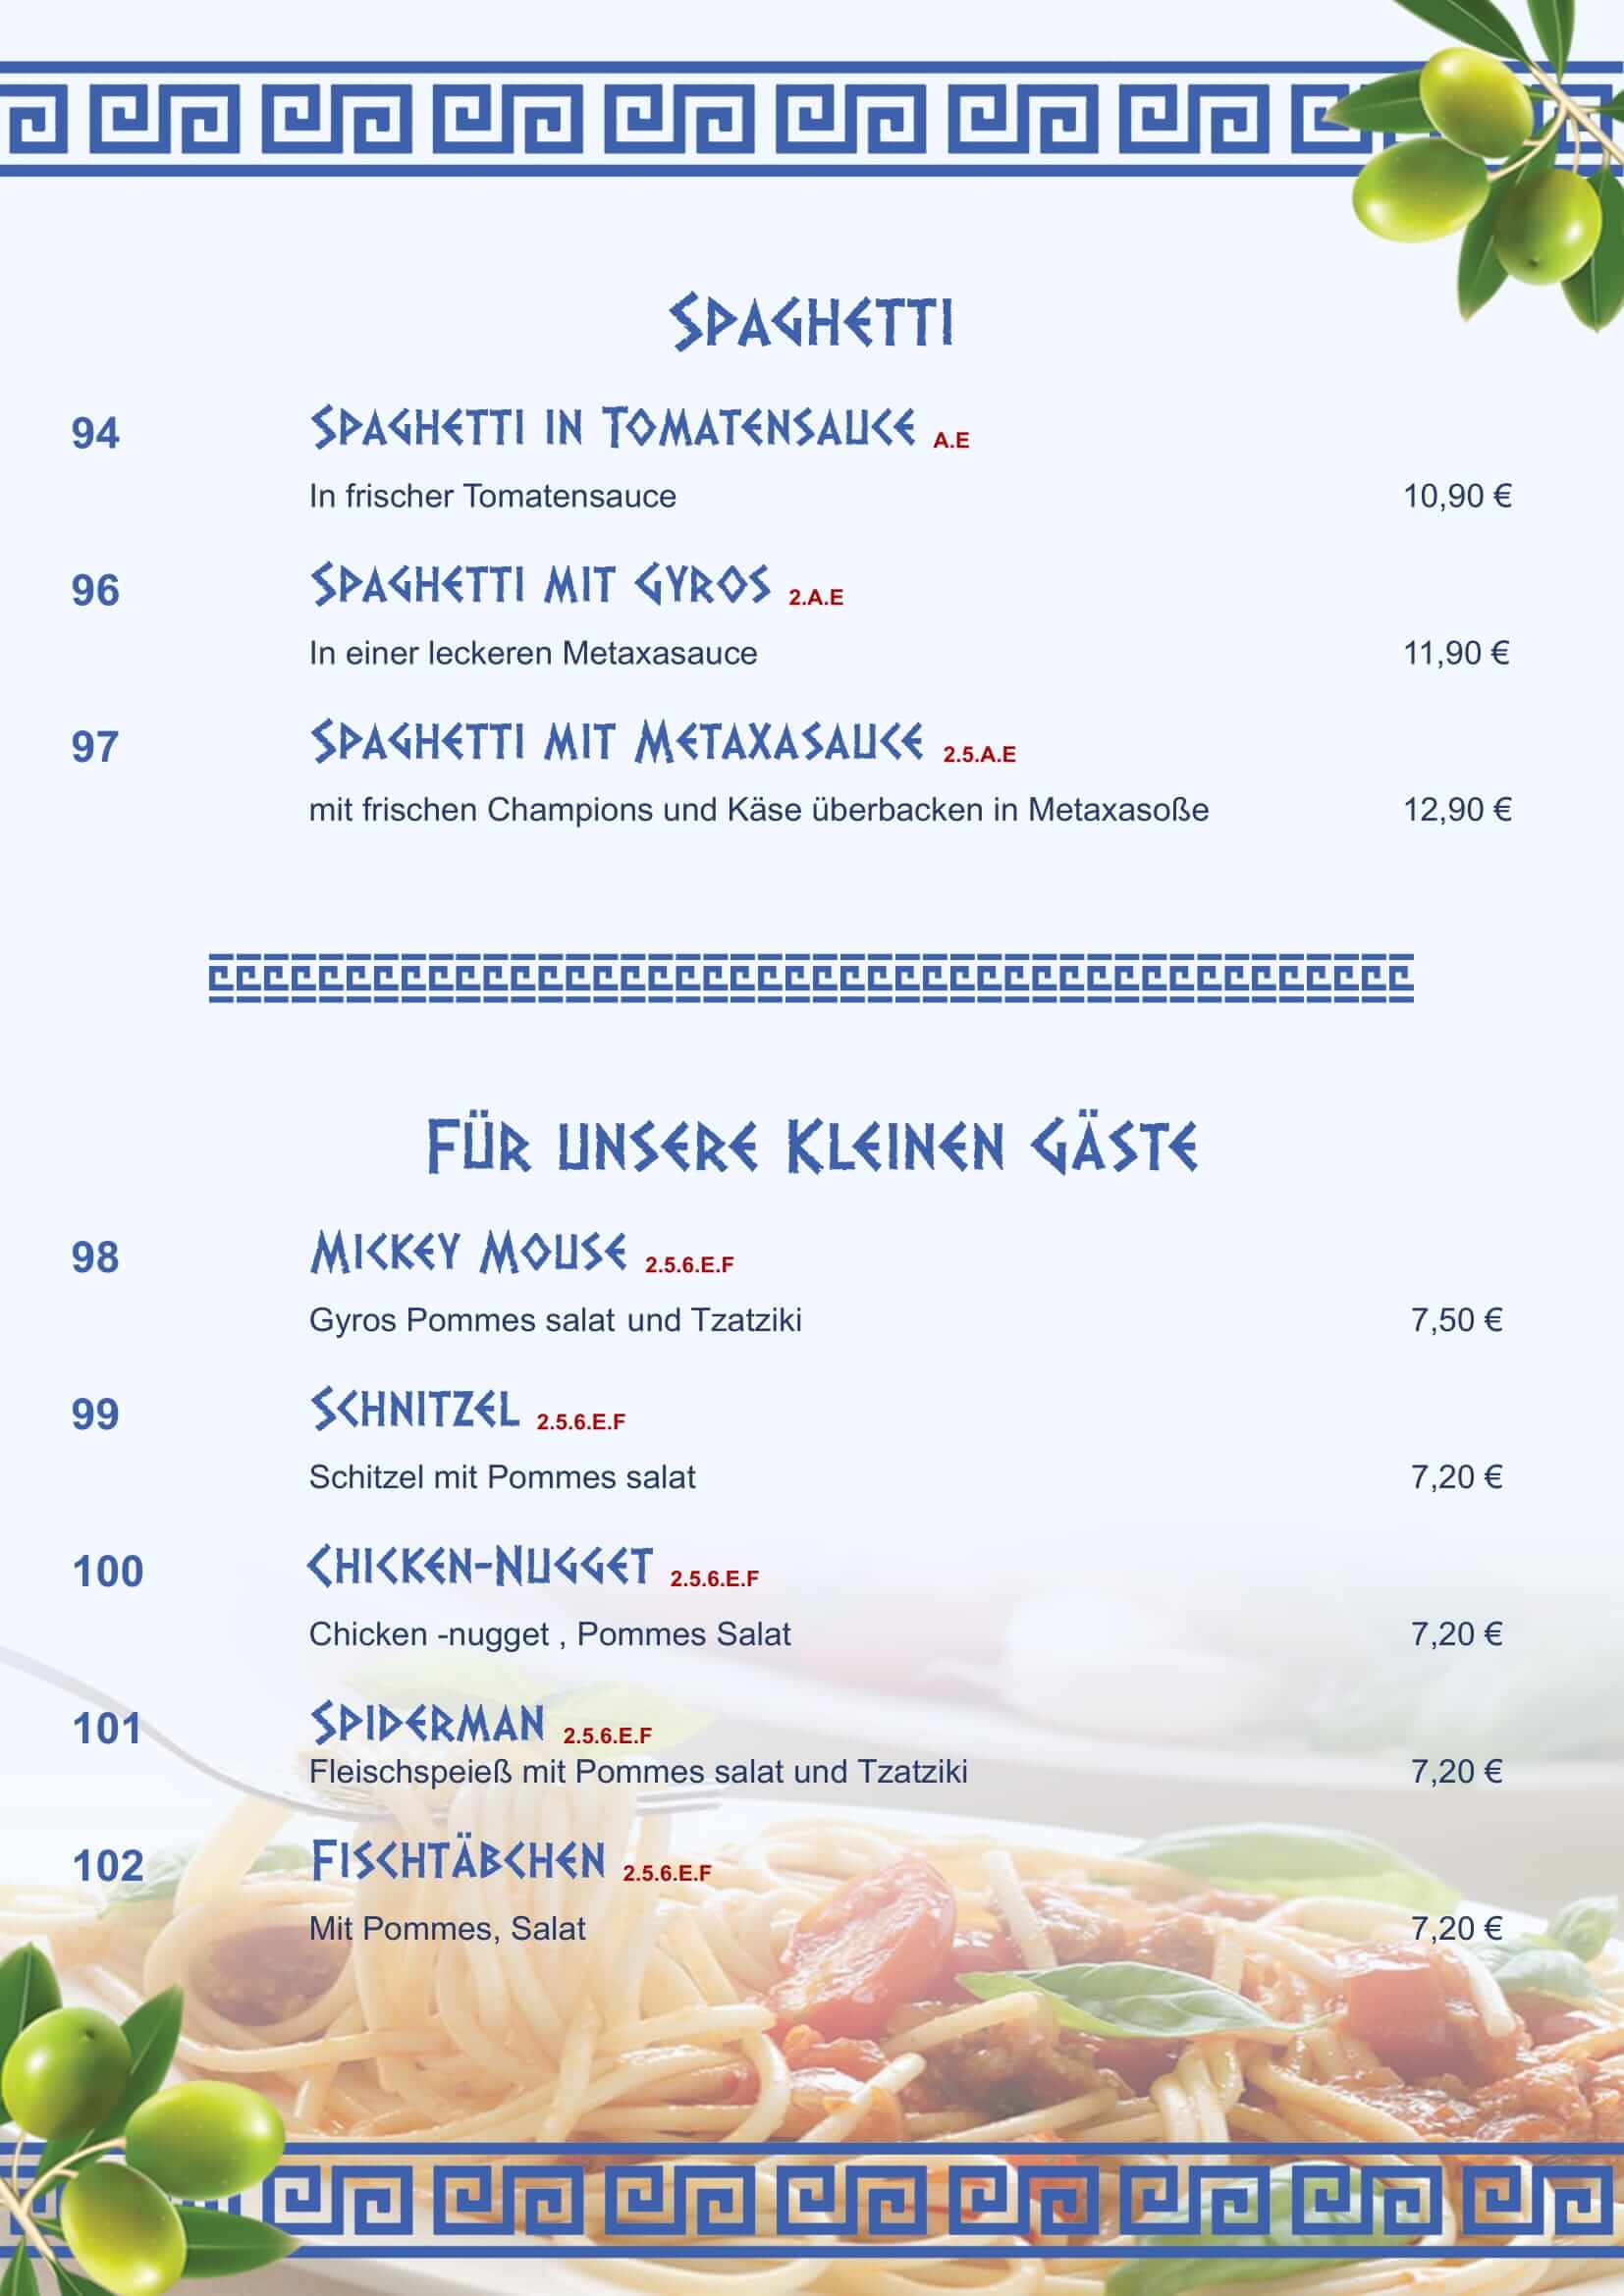 Spaghetti
94 Spaghetti in Tomatensauce A.E
In frischer Tomatensauce 10,90 €
96 Spaghetti mit Gyros 2.A.E
In einer leckeren Metaxasauce 11,90 €
97 Spaghetti mit Metaxasauce 2.5.A.E
mit frischen Champions und Käse überbacken in Metaxasoße 12,90 €
Für unsere Kleinen Gäste
98 Mickey Mouse 2.5.6.E.F
Gyros Pommes salat und Tzatziki 7,50 €
99 Schnitzel 2.5.6.E.F
Schitzel mit Pommes salat 7,20 €
100 Chicken-Nugget 2.5.6.E.F
Chicken -nugget , Pommes Salat 7,20 €
101 Spiderman 2.5.6.E.F
Fleischspeieß mit Pommes salat und Tzatziki 7,20 €
102 Fischtäbchen 2.5.6.E.F
Mit Pommes, Salat 7,20 €